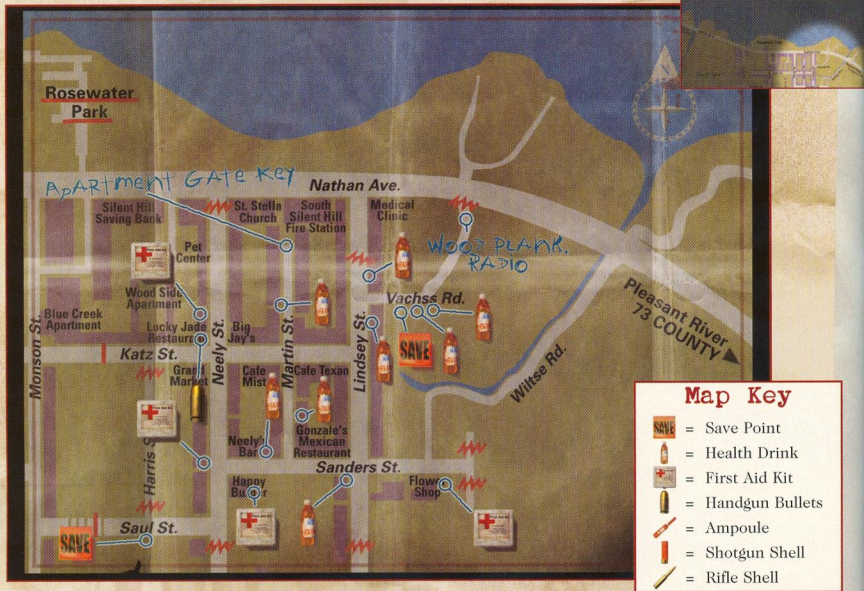 Rosewater
Park
APARTMENT GATE KEY
Nathan Ave.
Silent Hill
Saving Back
St. Stella
Church
South
Silent Hill
Fire Station
Medical
Clinic
WOOD PLANK.
RADIO
Pet
Center
Wood Side
Apartment
Vachss Rd.
Pleasant River
73 COUNTY
Blue Creek
Apartment
Lucky Jade
Restaurant
Big
Jay's
Monson St.
Katz St.
Neely St.
Martin St.
Lindsey St.
Wiltse Rd.
Grand
Market
Cafe
Mist
Cafe Texan
Harris S
Neely's
Bar
Gonzale's
Mexican
Restaurant
Sanders St.
Happy
Burger
Flower
Shop
Saul St.
SAVE
SAVE
Map Key
SAVE = Save Point
= Health Drink
= First Aid Kit
= Handgun Bullets
= Ampoule
= Shotgun Shell
= Rifle Shell